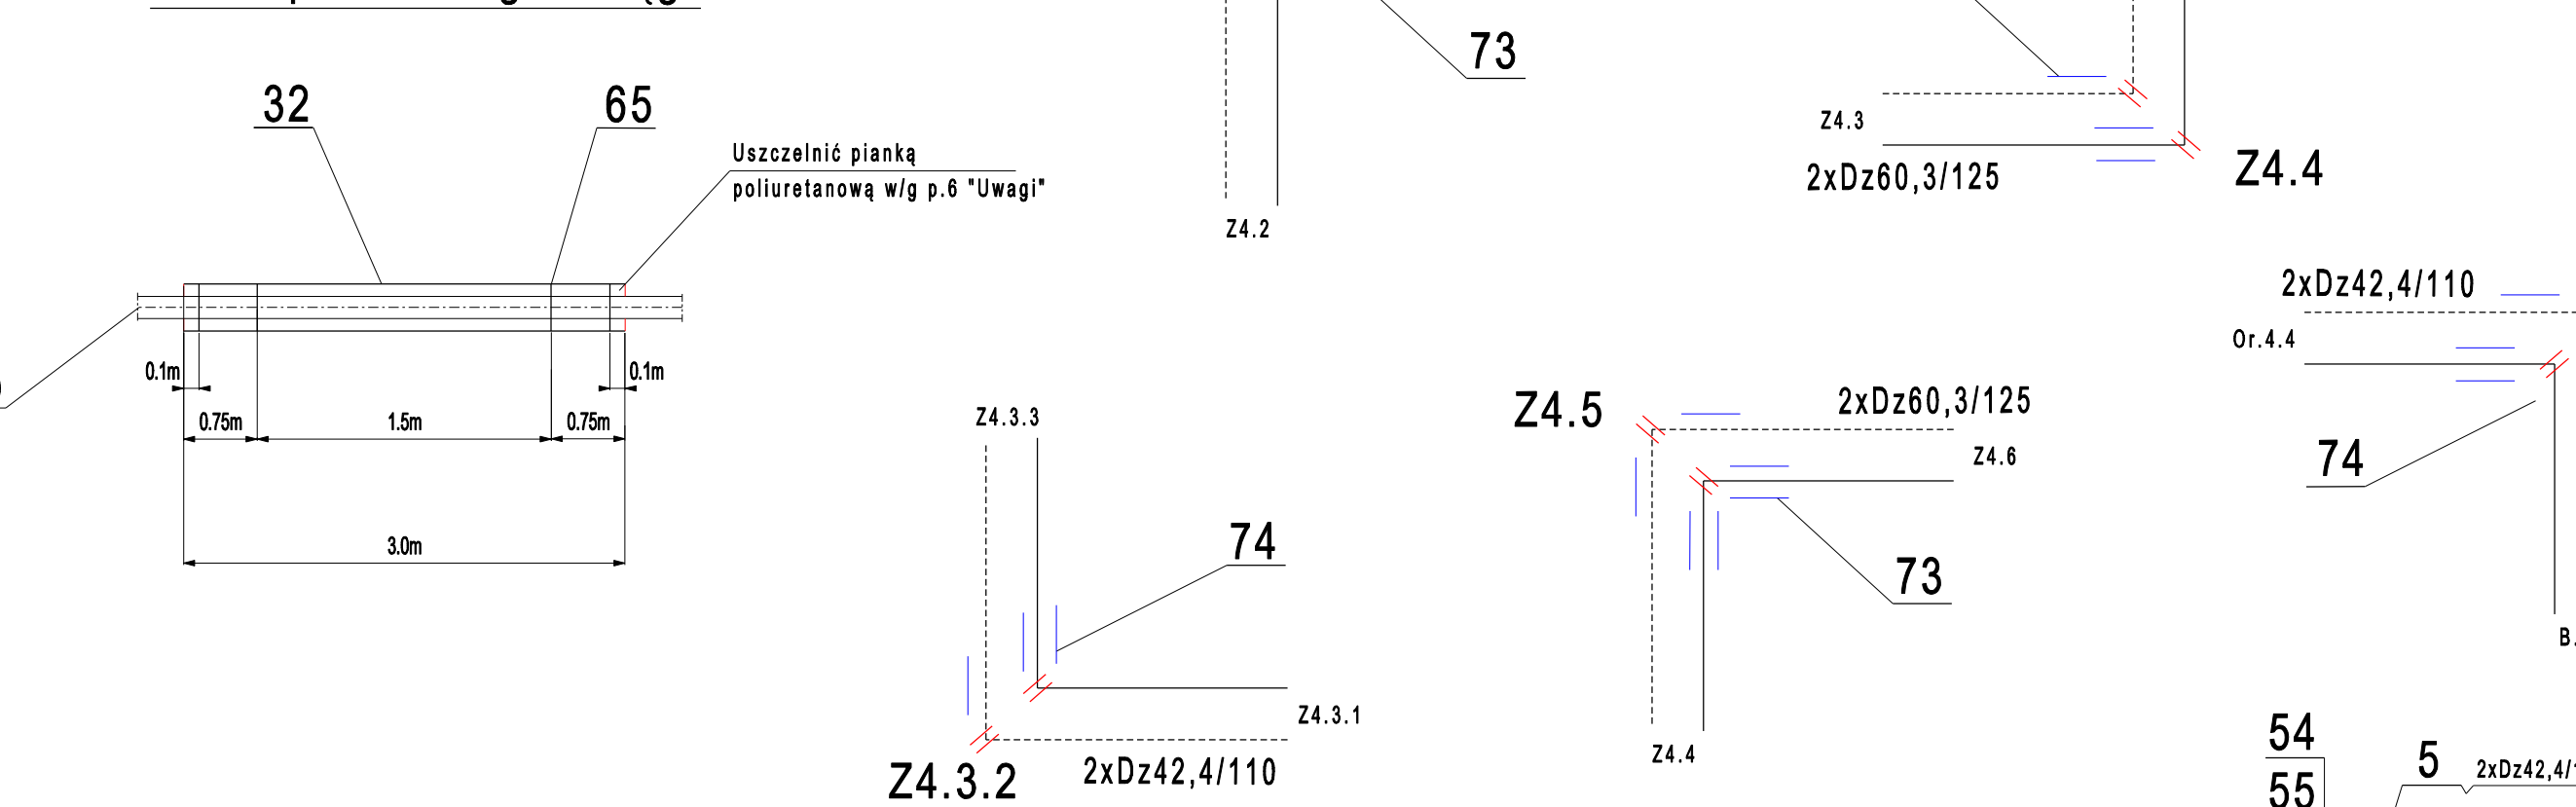 73
32
65
Z4.3
Uszczelnić pianką
poliuretanową w/g p.6 "Uwagi"
2xDz60,3/125
Z4.4
Z4.2
2xDz42,4/110
Or.4.4
0.1m
0.1m
0.75m
1.5m
0.75m
Z4.3.3
Z4.5
2xDz60,3/125
Z4.6
74
3.0m
74
73
Z4.3.1
Z4.4
Z4.3.2
2xDz42,4/110
54
55
5